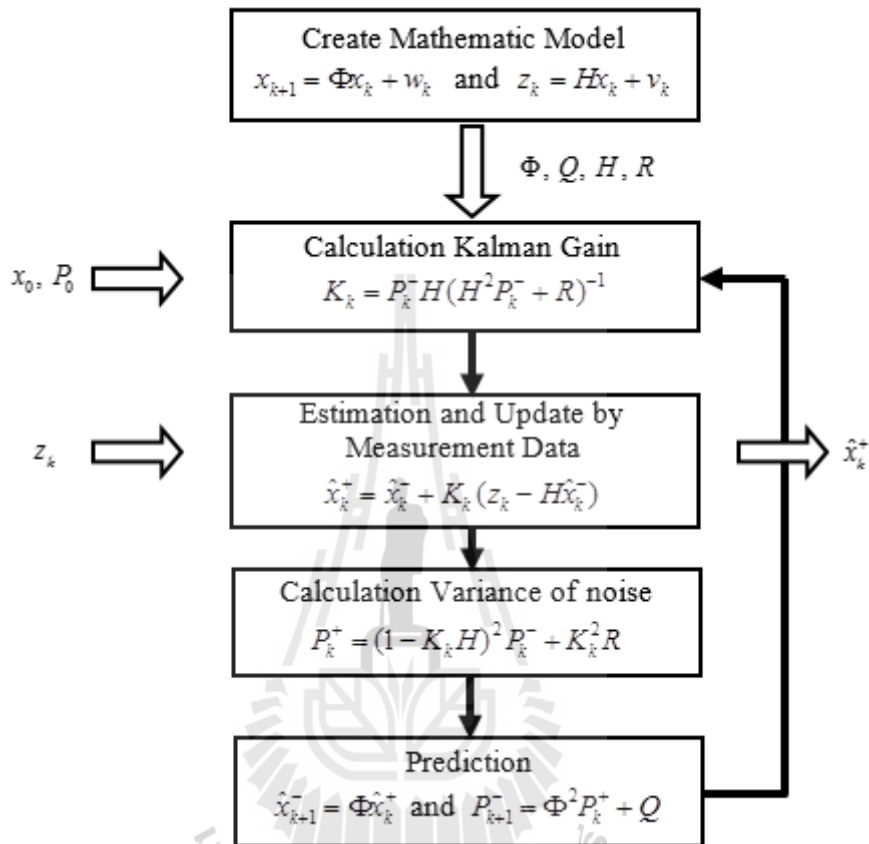 Create Mathematic Model
x_{k+1} = Φx_k + w_k and z_k = Hx_k + v_k
Φ, Q, H, R
x_0, P_0
Calculation Kalman Gain
K_k = P_k^- H(H^2 P_k^- + R)^{-1}
z_k
Estimation and Update by
Measurement Data
x̂_k^+ = x̂_k^- + K_k(z_k − Hx̂_k^-)
x̂_k^+
Calculation Variance of noise
P_k^+ = (1 − K_k H)^2 P_k^- + K_k^2 R
Prediction
x̂_{k+1}^- = Φx̂_k^+ and P_{k+1}^- = Φ^2 P_k^+ + Q